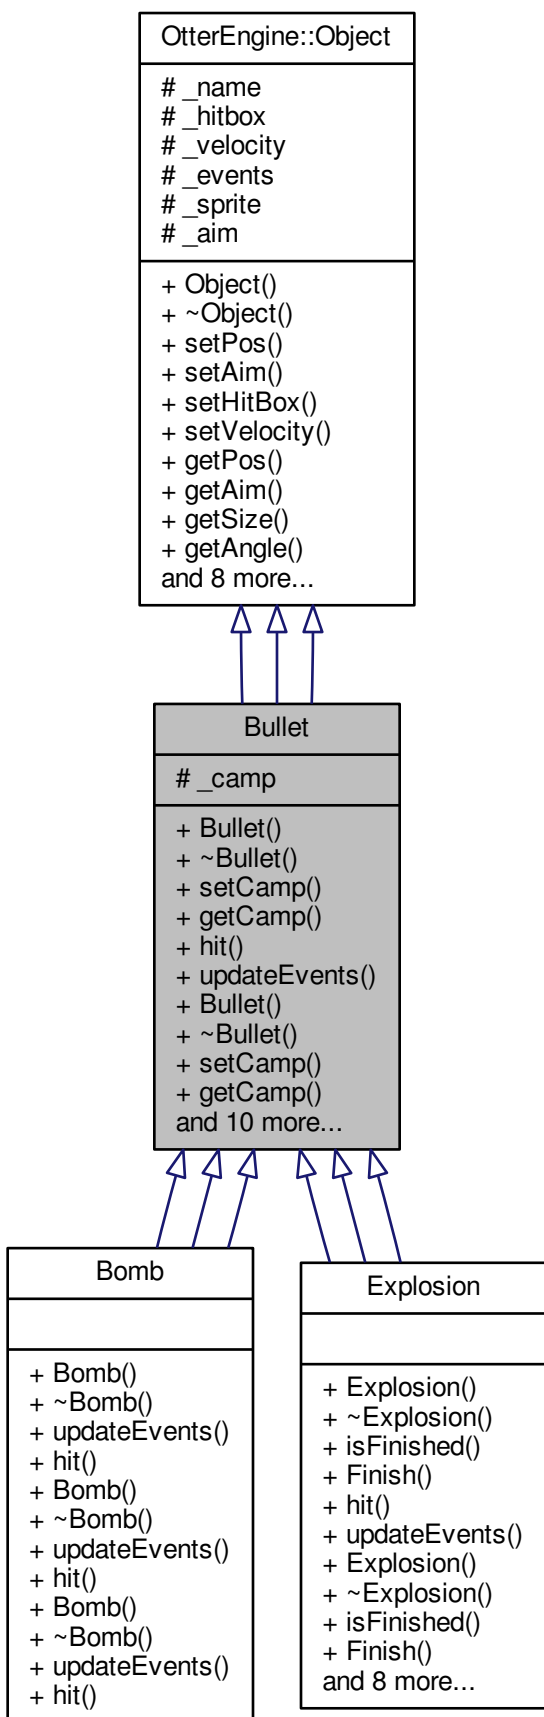 OtterEngine::Object
# _name
# _hitbox
# _velocity
# _events
# _sprite
# _aim
+ Object()
+ ~Object()
+ setPos()
+ setAim()
+ setHitBox()
+ setVelocity()
+ getPos()
+ getAim()
+ getSize()
+ getAngle()
and 8 more...
Bullet
# _camp
+ Bullet()
+ ~Bullet()
+ setCamp()
+ getCamp()
+ hit()
+ updateEvents()
+ Bullet()
+ ~Bullet()
+ setCamp()
+ getCamp()
and 10 more...
Bomb
+ Bomb()
+ ~Bomb()
+ updateEvents()
+ hit()
+ Bomb()
+ ~Bomb()
+ updateEvents()
+ hit()
+ Bomb()
+ ~Bomb()
+ updateEvents()
+ hit()
Explosion
+ Explosion()
+ ~Explosion()
+ isFinished()
+ Finish()
+ hit()
+ updateEvents()
+ Explosion()
+ ~Explosion()
+ isFinished()
+ Finish()
and 8 more...